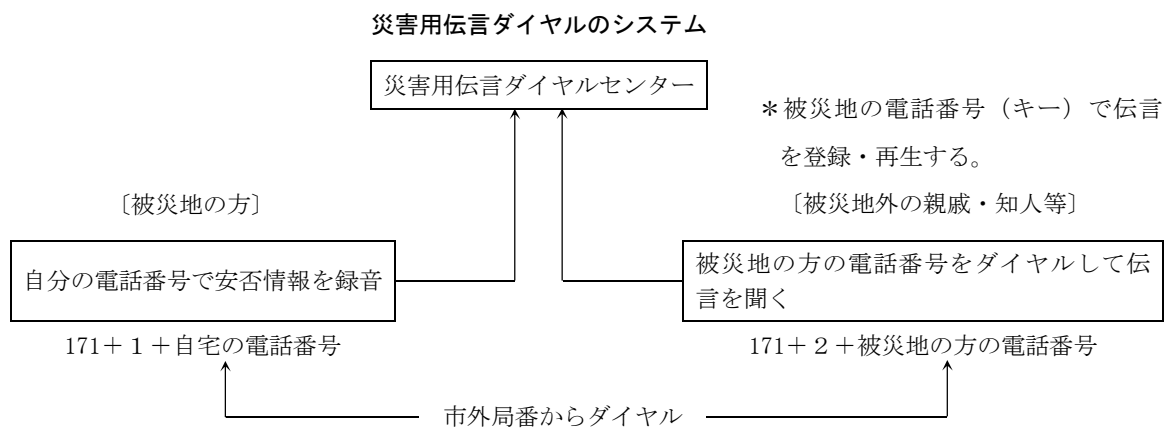 災害用伝言ダイヤルのシステム
災害用伝言ダイヤルセンター
＊被災地の電話番号（キー）で伝言
を登録・再生する。
〔被災地の方〕
〔被災地外の親戚・知人等〕
自分の電話番号で安否情報を録音
被災地の方の電話番号をダイヤルして伝
言を聞く
171＋１＋自宅の電話番号
171＋２＋被災地の方の電話番号
市外局番からダイヤル